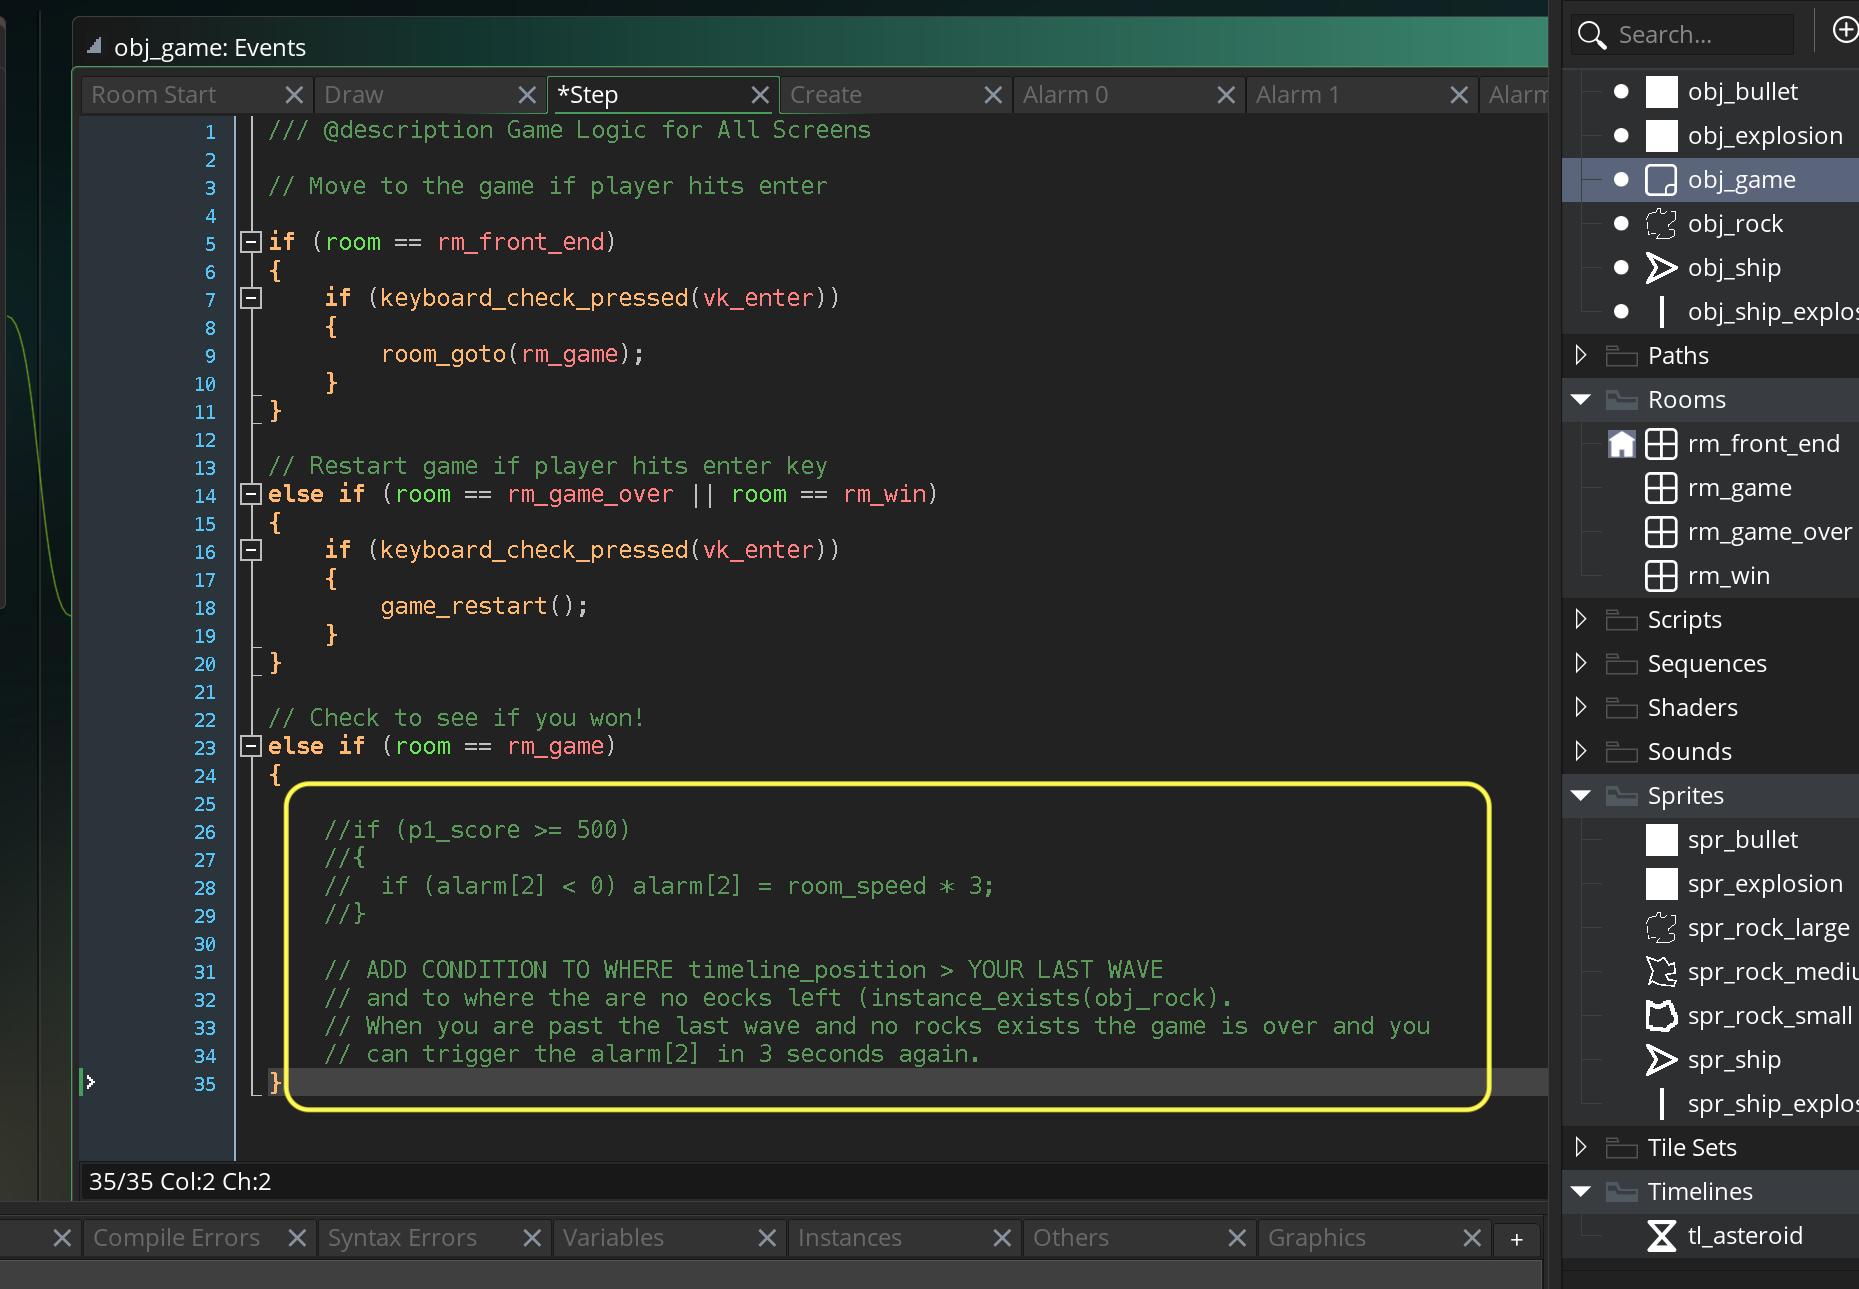 obj_game: Events
Room Start
Draw
*Step
Create
Alarm 0
Alarm 1
Alarm
1 /// @description Game Logic for All Screens
2
3 // Move to the game if player hits enter
4
5 if (room == rm_front_end)
6 {
7 if (keyboard_check_pressed(vk_enter))
8 {
9 room_goto(rm_game);
10 }
11 }
12
13 // Restart game if player hits enter key
14 else if (room == rm_game_over || room == rm_win)
15 {
16 if (keyboard_check_pressed(vk_enter))
17 {
18 game_restart();
19 }
20 }
21
22 // Check to see if you won!
23 else if (room == rm_game)
24 {
25
26 //if (p1_score >= 500)
27 //{
28 // if (alarm[2] < 0) alarm[2] = room_speed * 3;
29 //}
30
31 // ADD CONDITION TO WHERE timeline_position > YOUR LAST WAVE
32 // and to where the are no eocks left (instance_exists(obj_rock).
33 // When you are past the last wave and no rocks exists the game is over and you
34 // can trigger the alarm[2] in 3 seconds again.
35 }
35/35 Col:2 Ch:2
Compile Errors
Syntax Errors
Variables
Instances
Others
Graphics
+
Search...
obj_bullet
obj_explosion
obj_game
obj_rock
obj_ship
obj_ship_explos
Paths
Rooms
rm_front_end
rm_game
rm_game_over
rm_win
Scripts
Sequences
Shaders
Sounds
Sprites
spr_bullet
spr_explosion
spr_rock_large
spr_rock_mediu
spr_rock_small
spr_ship
spr_ship_explos
Tile Sets
Timelines
tl_asteroid